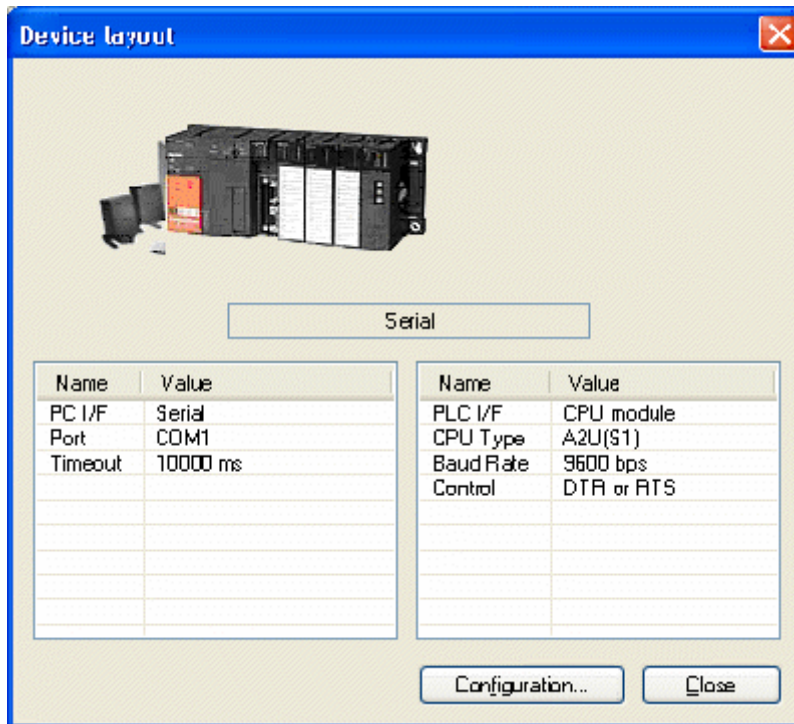 Device layout
Serial
Name Value
PC I/F Serial
Port COM1
Timeout 10000 ms
Name Value
PLC I/F CPU module
CPU Type A2U(S1)
Baud Rate 9600 bps
Control DTR or RTS
Configuration... Close